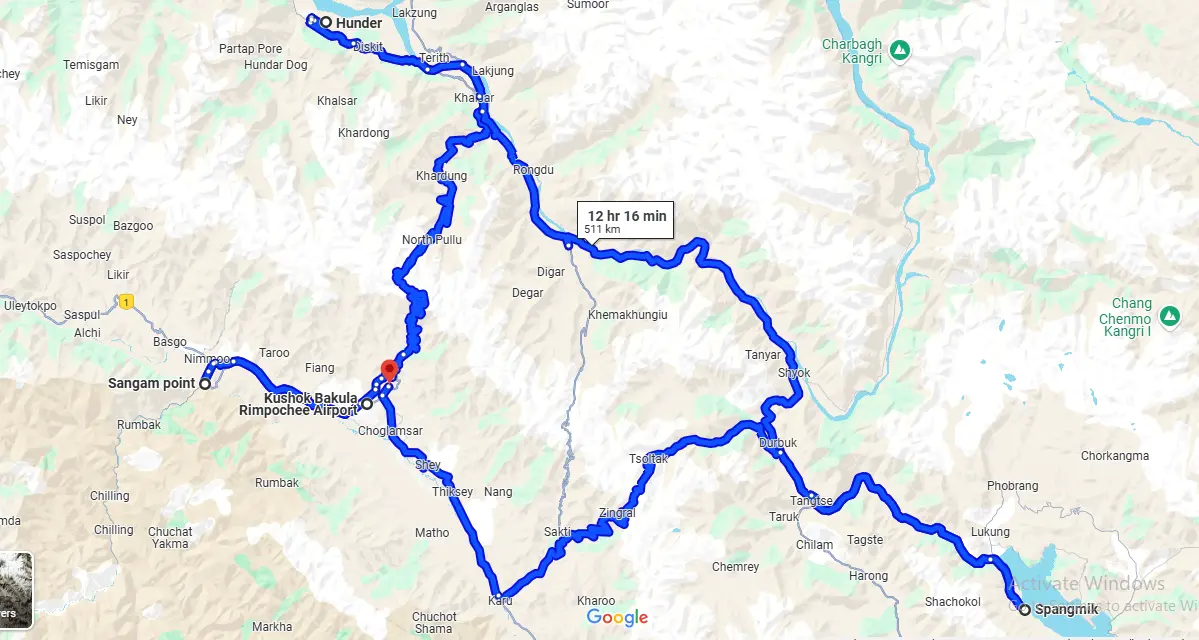 Hunder
Lakzung
Arganglas
Sumoor
Partap Pore
Diskit
Charbagh
Kangri
Temisgam
Hundar Dog
Terith
Lakjung
chey
Likir
Khalsar
Khalsar
Ney
Khardong
Khardung
Rongdu
Suspol
Bazgoo
12 hr 16 min
511 km
North Pullu
Saspochey
Likir
Digar
Degar
Uleytokpo
1
Saspul
Alchi
Khemakhungiu
Chang
Chenmo
Kangri I
Basgo
Nimmoo
Taroo
Fiang
Tanyar
Shyok
Sangam point
Kushok Bakula
Rimpochee Airport
Rumbak
Choglamsar
Durbuk
Shey
Tsoltak
Chorkangma
Rumbak
Thiksey
Nang
Tangtse
Phobrang
Chilling
Zingral
Taruk
Chilling
Chuchat
Yakma
Matho
Sakti
Chilam
Tagste
Lukung
mda
Chemrey
Harong
Activate Windows
Karu
Kharoo
Shachokol
Spangmik
to activate Wi
ers
Chuchot
Shama
Google
Markha